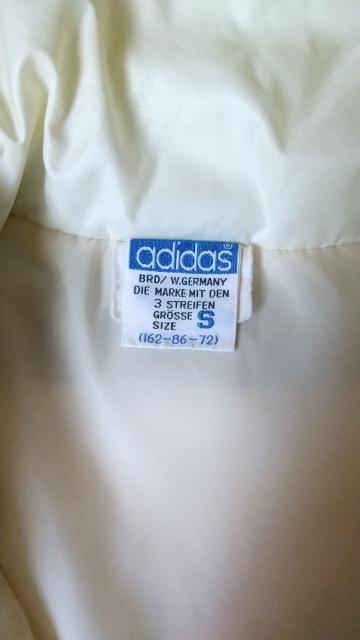 adidas®
BRD/ W.GERMANY
DIE MARKE MIT DEN
3 STREIFEN
GRÖSSE S
SIZE
(162-86-72)